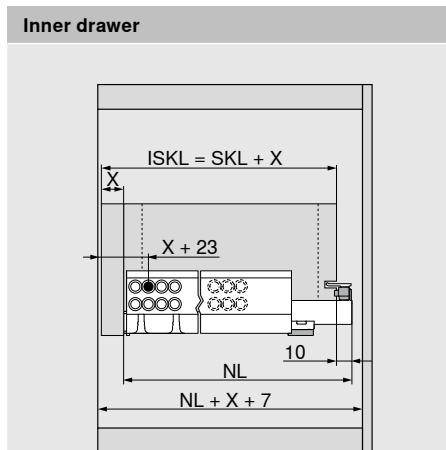 Inner drawer
ISKL = SKL + X
X
X + 23
10
NL
NL + X + 7